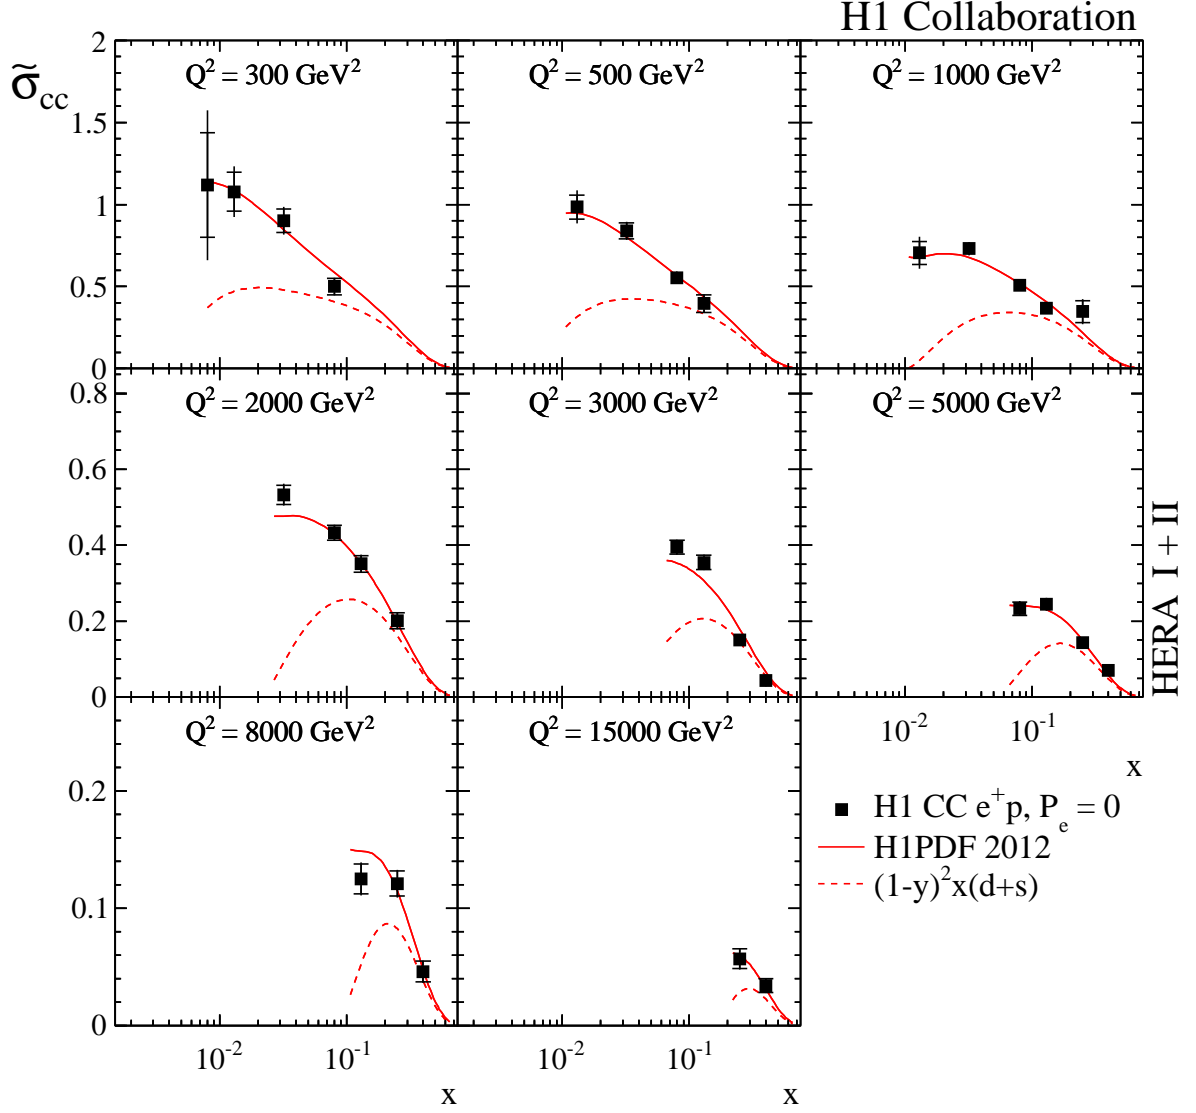 H1 Collaboration
σ̃cc
Q² = 300 GeV²
Q² = 500 GeV²
Q² = 1000 GeV²
2
1.5
1
0.5
0
Q² = 2000 GeV²
Q² = 3000 GeV²
Q² = 5000 GeV²
0.8
0.6
0.4
0.2
0
HERA I + II
Q² = 8000 GeV²
Q² = 15000 GeV²
10⁻² 10⁻¹
x
0.2
0.1
0
H1 CC e⁺p, Pₑ = 0
H1PDF 2012
(1-y)²x(d+s)
10⁻² 10⁻¹
x
10⁻² 10⁻¹
x